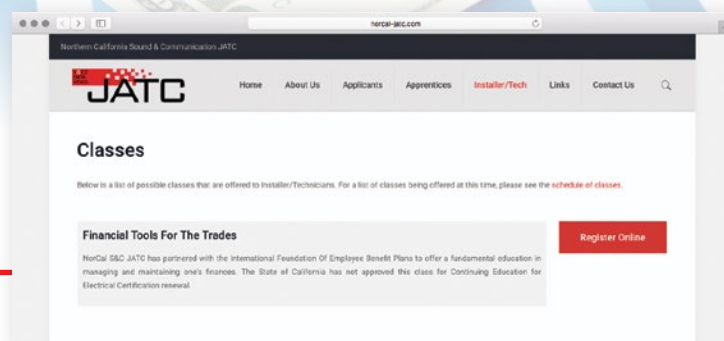 norcal-jatc.com
Northern California Sound & Communication JATC
JATC
Home About Us Applicants Apprentices Installer/Tech Links Contact Us
Classes
Below is a list of possible classes that are offered to Installer/Technicians. For a list of classes being offered at this time, please see the schedule of classes.
Financial Tools For The Trades
Register Online
NorCal S&C JATC has partnered with the International Foundation Of Employee Benefit Plans to offer a fundamental education in
managing and maintaining one's finances. The State of California has not approved this class for Continuing Education for
Electrical Certification renewal.